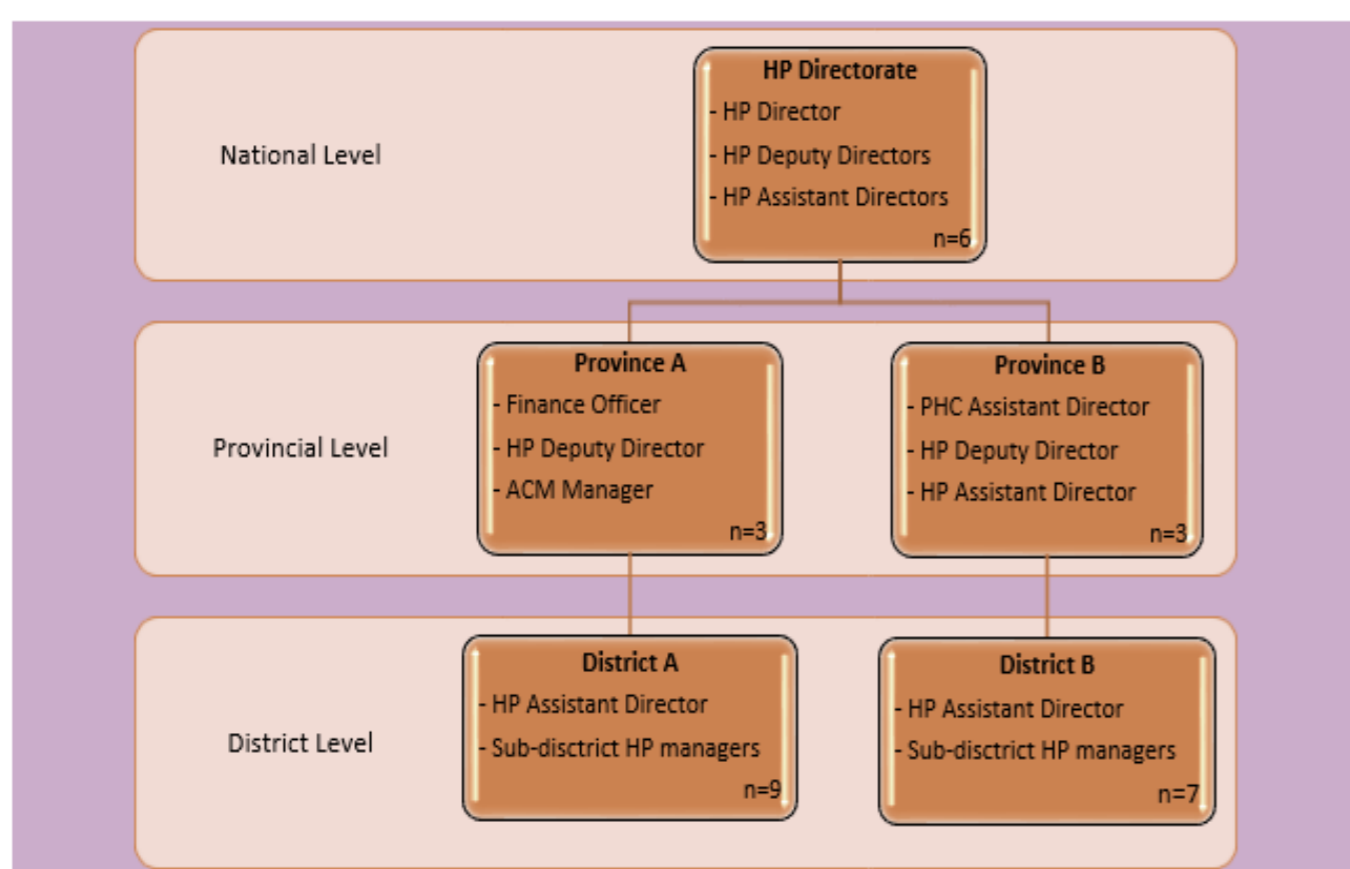 HP Directorate
- HP Director
- HP Deputy Directors
- HP Assistant Directors
n=6
National Level
Province A
- Finance Officer
- HP Deputy Director
- ACM Manager
n=3
Province B
- PHC Assistant Director
- HP Deputy Director
- HP Assistant Director
n=3
Provincial Level
District A
- HP Assistant Director
- Sub-disctrict HP managers
n=9
District B
- HP Assistant Director
- Sub-disctrict HP managers
n=7
District Level